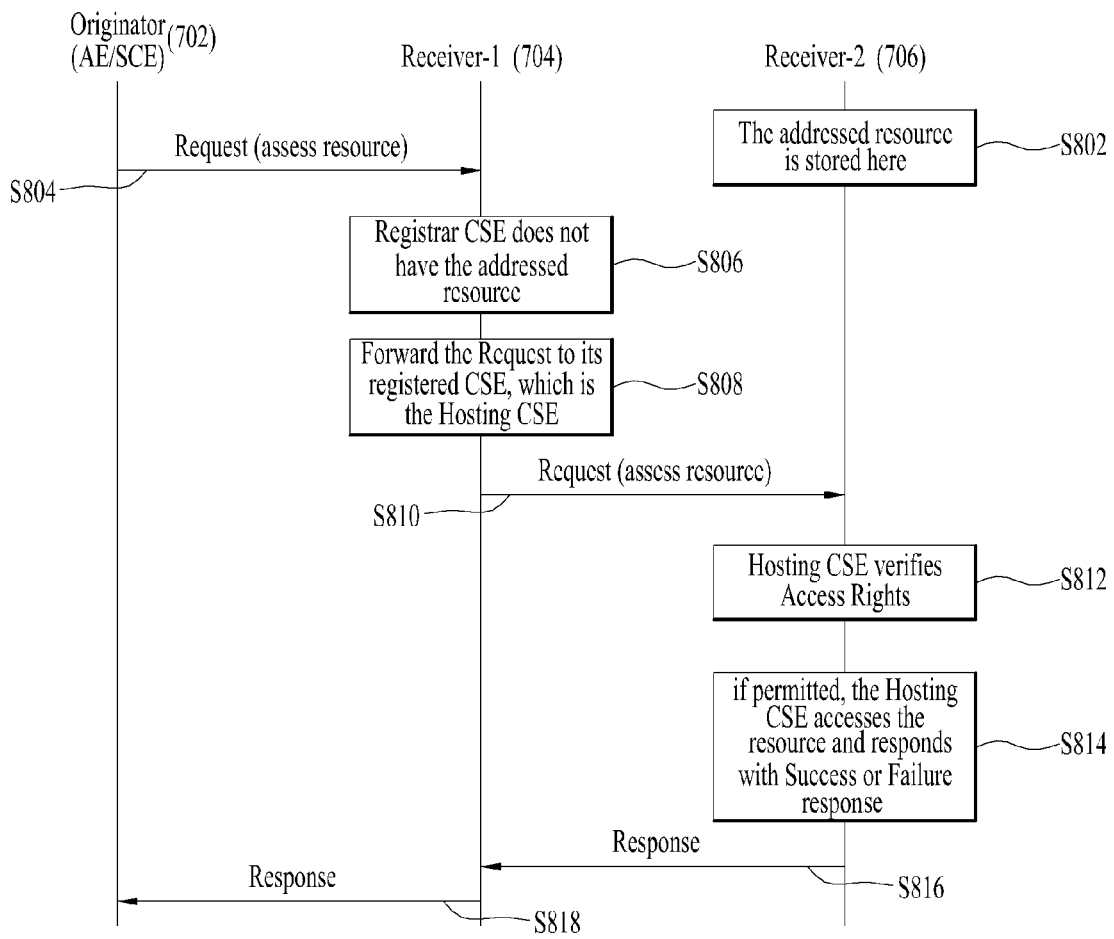 Originator
(AE/SCE) (702)
Receiver-1 (704)
Receiver-2 (706)
The addressed resource
is stored here
S802
Request (assess resource)
S804
Registrar CSE does not
have the addressed
resource
S806
Forward the Request to its
registered CSE, which is
the Hosting CSE
S808
Request (assess resource)
S810
Hosting CSE verifies
Access Rights
S812
if permitted, the Hosting
CSE accesses the
resource and responds
with Success or Failure
response
S814
Response
S816
Response
S818